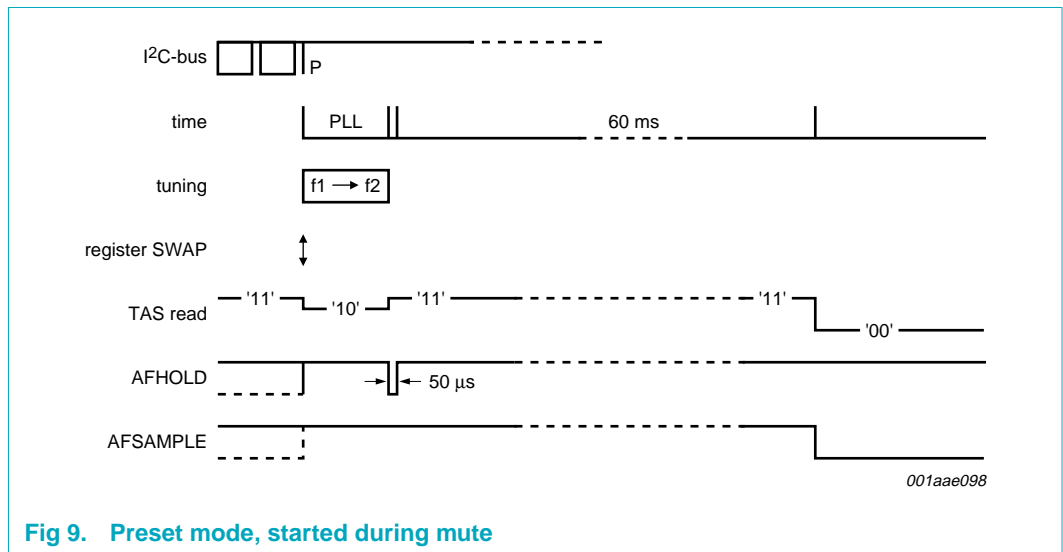 I²C-bus
P
time
PLL
60 ms
tuning
f1 → f2
register SWAP
TAS read
'11'
'10'
'11'
'11'
'00'
AFHOLD
50 μs
AFSAMPLE
001aae098
Fig 9. Preset mode, started during mute